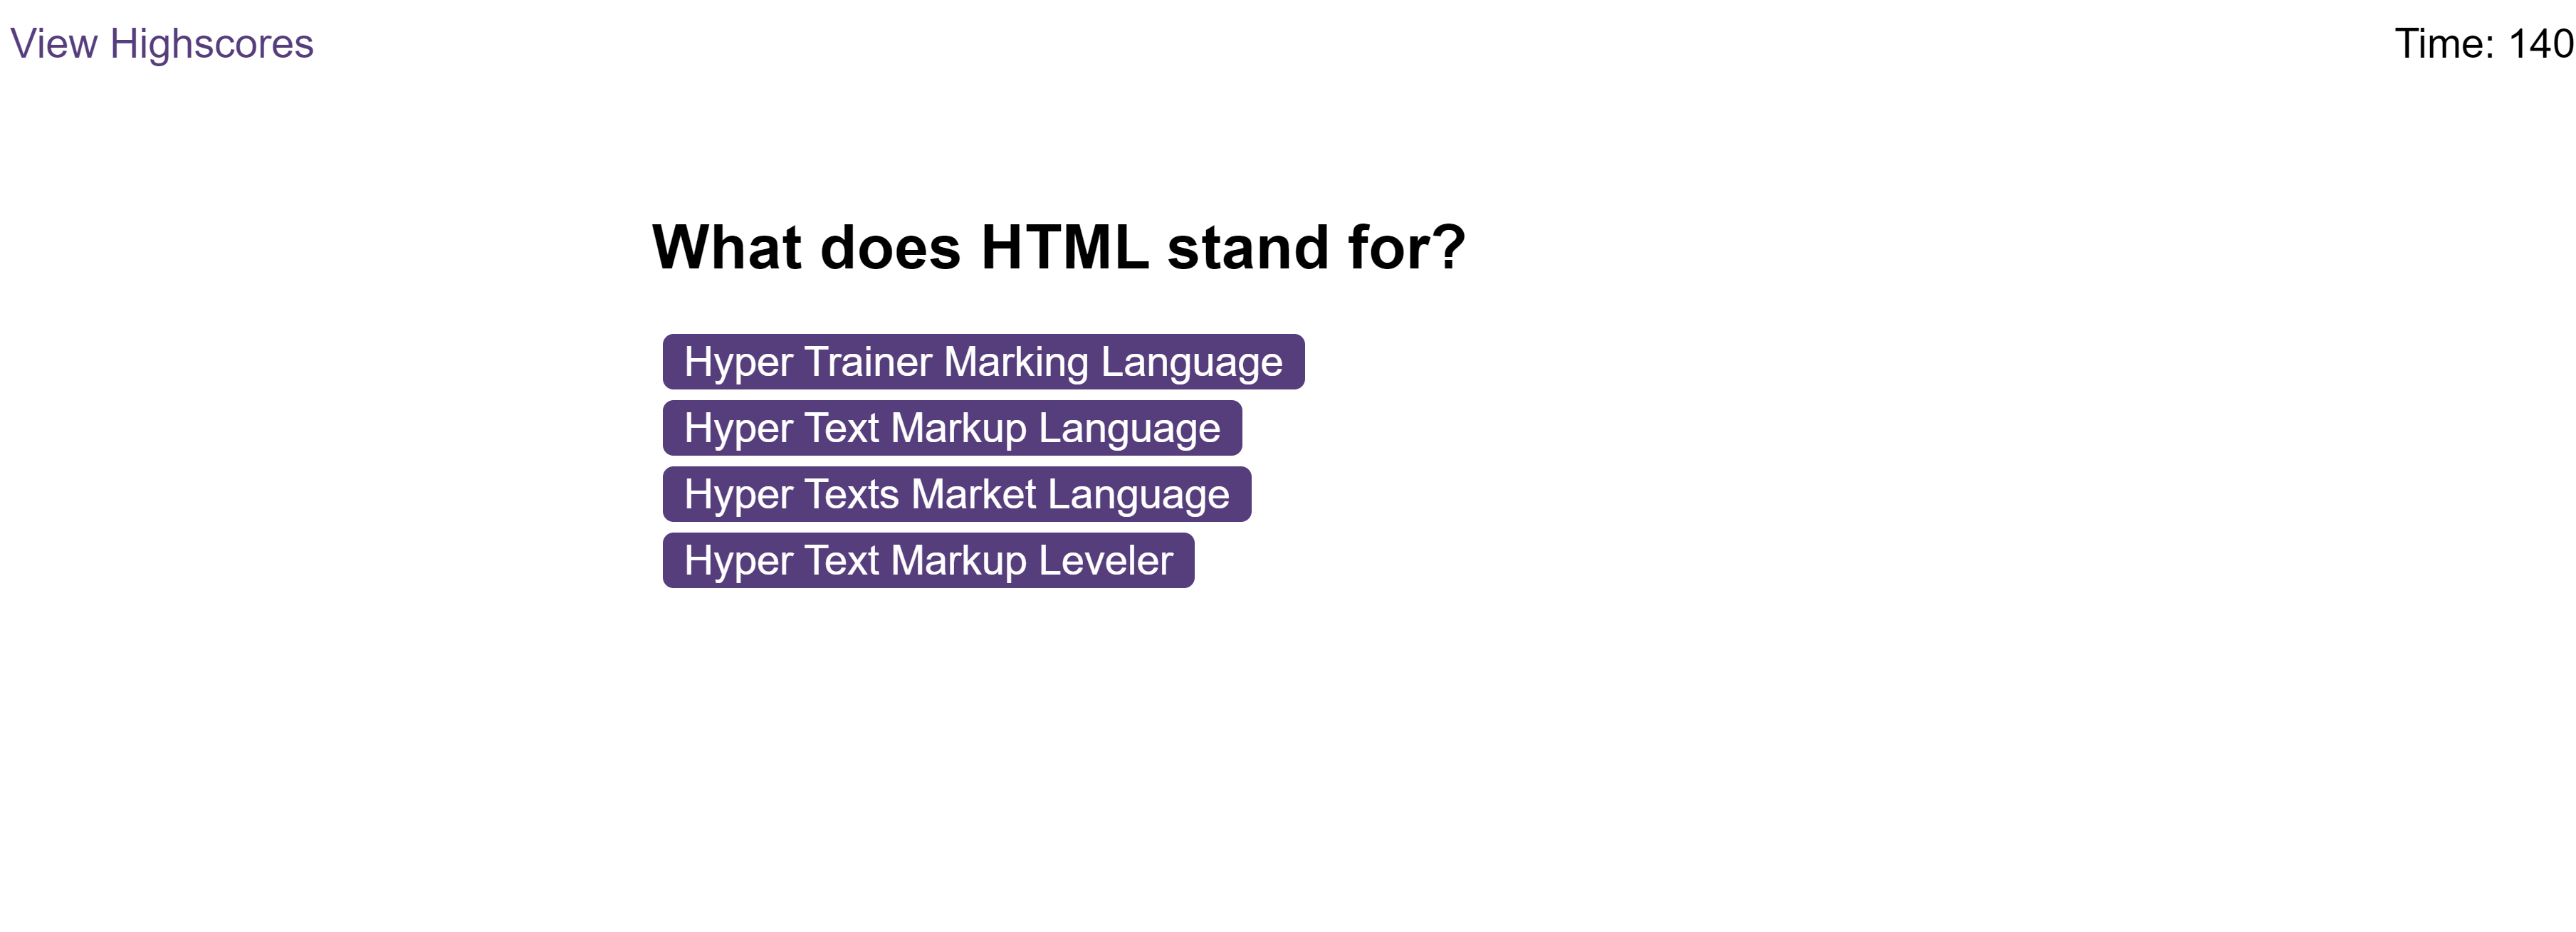 View Highscores
Time: 140
What does HTML stand for?
Hyper Trainer Marking Language
Hyper Text Markup Language
Hyper Texts Market Language
Hyper Text Markup Leveler